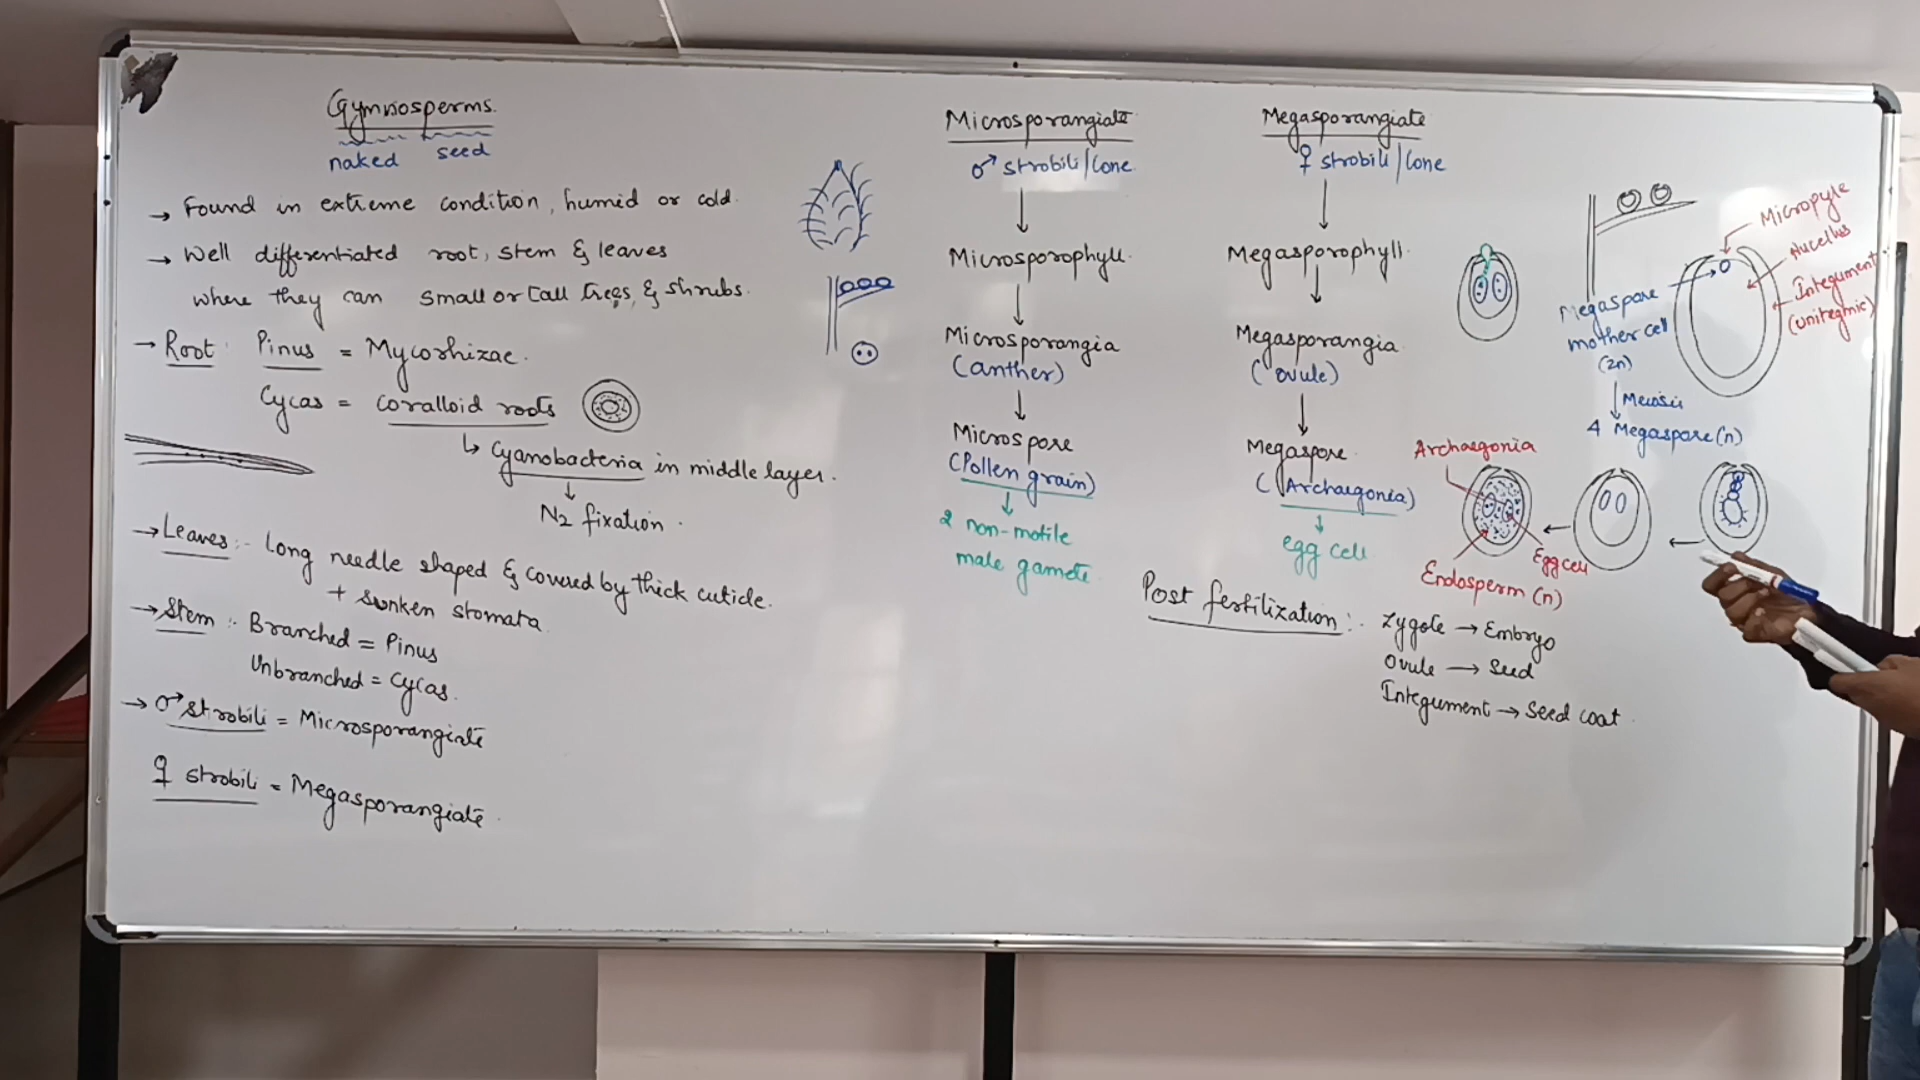 Gymnosperms.
naked seed
→ Found in extreme condition, humid or cold.
→ Well differentiated root, stem & leaves
where they can small or tall trees, & shrubs.
→ Root: Pinus = Mycorhizae.
Cycas = coralloid roots
↳ Cyanobacteria in middle layer.
↓
N2 fixation.
→ Leaves:- Long needle shaped & covered by thick cuticle.
+ sunken stomata
→ Stem:- Branched = Pinus
Unbranched = Cycas.
→ ♂ strobili = Microsporangiate
♀ strobili = Megasporangiate.
Microsporangiate
♂ strobili/Cone
↓
Microsporophyll.
↓
Microsporangia
(anther)
↓
Microspore
(Pollen grain)
↓
2 non-motile
male gamete
Megasporangiate
♀ strobili/Cone
↓
Megasporophyll.
↓
Megasporangia
(ovule)
↓
Megaspore
(Archaegonia)
↓
egg cell
Micropyle
Nucellus
Integument
(unitegmic)
Megaspore
mother cell
(2n)
↓ Meiosis
4 Megaspore (n)
Archaegonia
Egg cell
Endosperm (n)
Post fertilization:- Zygote → Embryo
Ovule → Seed
Integument → Seed coat.